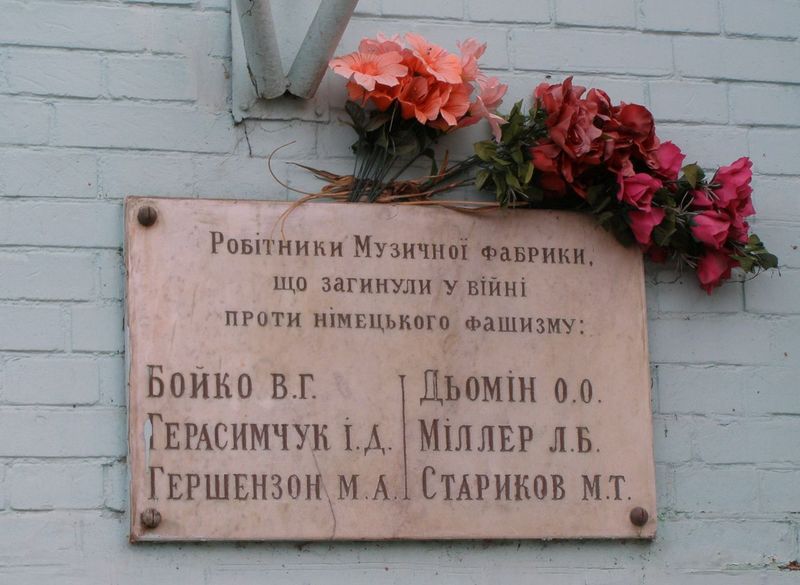 Робітники Музичної фабрики,
що загинули у війні
проти німецького фашизму:
Бойко В.Г.
Герасимчук І.Д.
Гершензон М.А.
Дьомін О.О.
Міллер Л.Б.
Стариков М.Т.